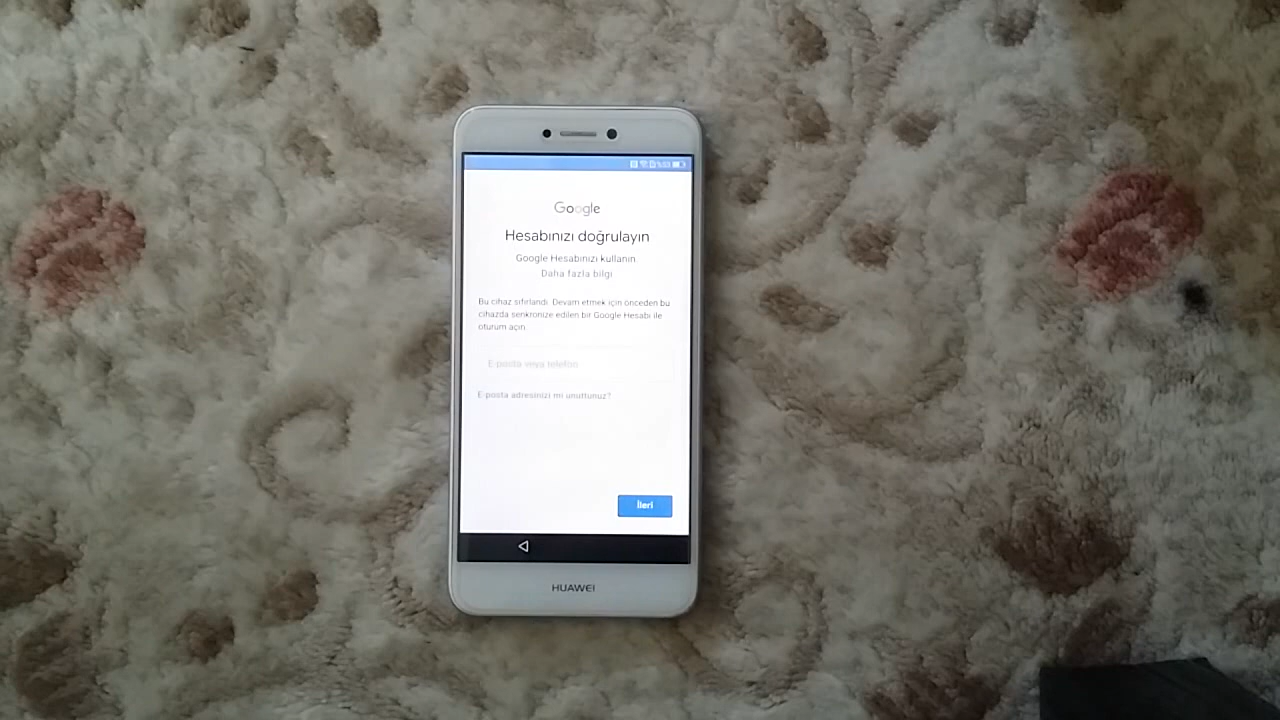 Google
Hesabınızı doğrulayın
Google Hesabınızı kullanın.
Daha fazla bilgi
Bu cihaz sıfırlandı. Devam etmek için önceden bu
cihazda senkronize edilen bir Google Hesabı ile
oturum açın.
E-posta veya telefon
E-posta adresinizi mi unuttunuz?
İleri
HUAWEI